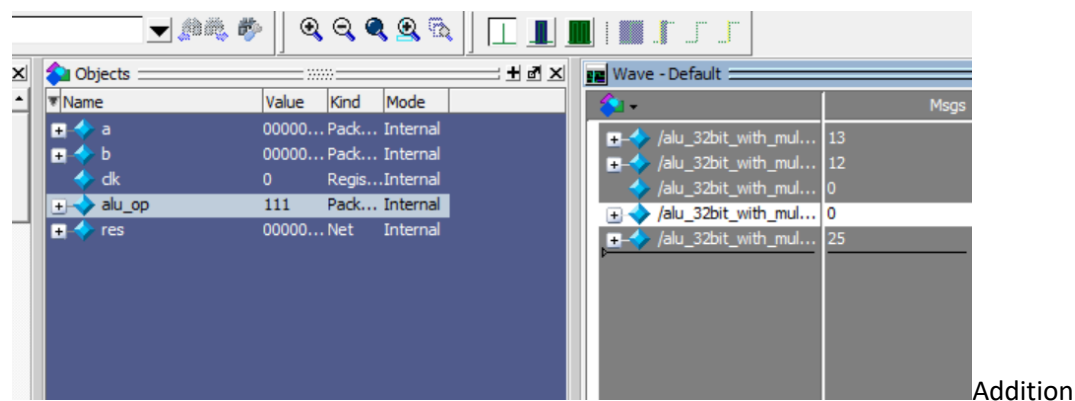 Objects
Wave - Default
Name Value Kind Mode
Msgs
a 00000... Pack... Internal
b 00000... Pack... Internal
clk 0 Regis... Internal
alu_op 111 Pack... Internal
res 00000... Net Internal
/alu_32bit_with_mul... 13
/alu_32bit_with_mul... 12
/alu_32bit_with_mul... 0
/alu_32bit_with_mul... 0
/alu_32bit_with_mul... 25
Addition